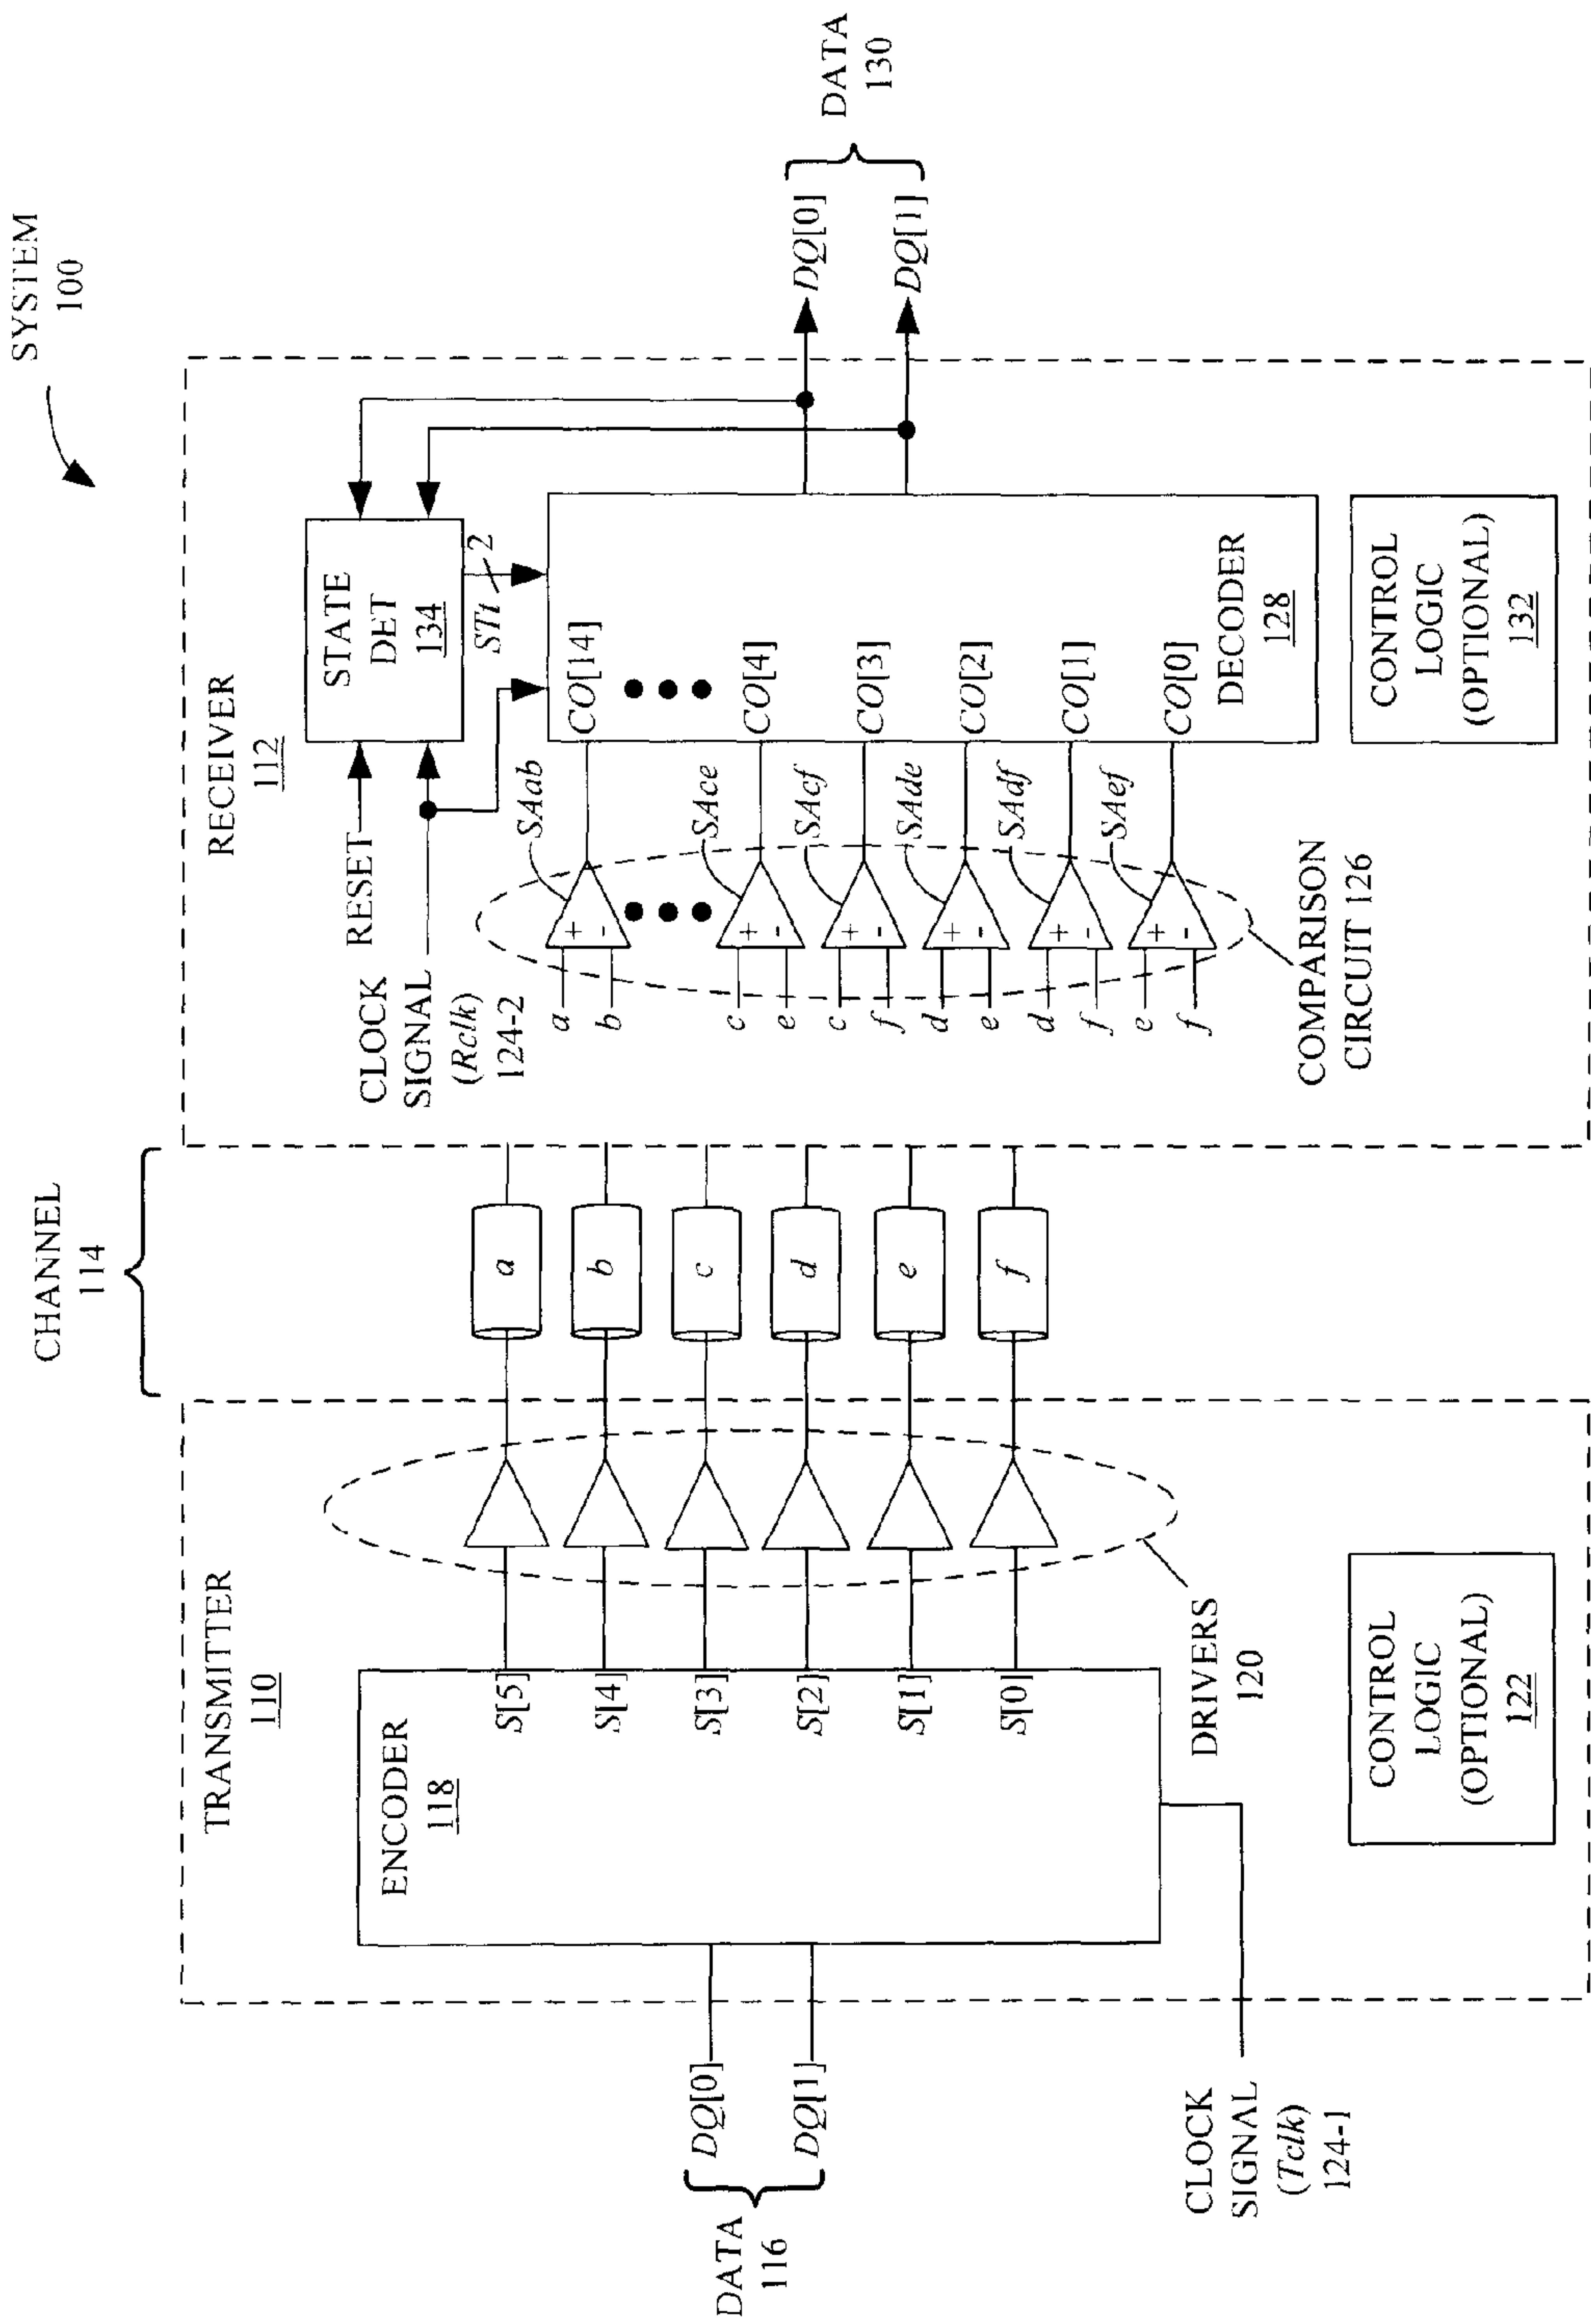 SYSTEM
100
CHANNEL
114
TRANSMITTER
110
ENCODER
118
S[5]
S[4]
S[3]
S[2]
S[1]
S[0]
DATA
116
DQ[0]
DQ[1]
CLOCK
SIGNAL
(Tclk)
124-1
DRIVERS
120
CONTROL
LOGIC
(OPTIONAL)
122
a
b
c
d
e
f
RECEIVER
112
RESET
CLOCK
SIGNAL
(Rclk)
124-2
STATE
DET
134
STt
2
a
b
+
-
SAab
CO[14]
c
e
+
-
SAce
CO[4]
c
f
+
-
SAcf
CO[3]
d
e
+
-
SAde
CO[2]
d
f
+
-
SAdf
CO[1]
e
f
+
-
SAef
CO[0]
DECODER
128
COMPARISON
CIRCUIT 126
CONTROL
LOGIC
(OPTIONAL)
132
DQ[0]
DQ[1]
DATA
130